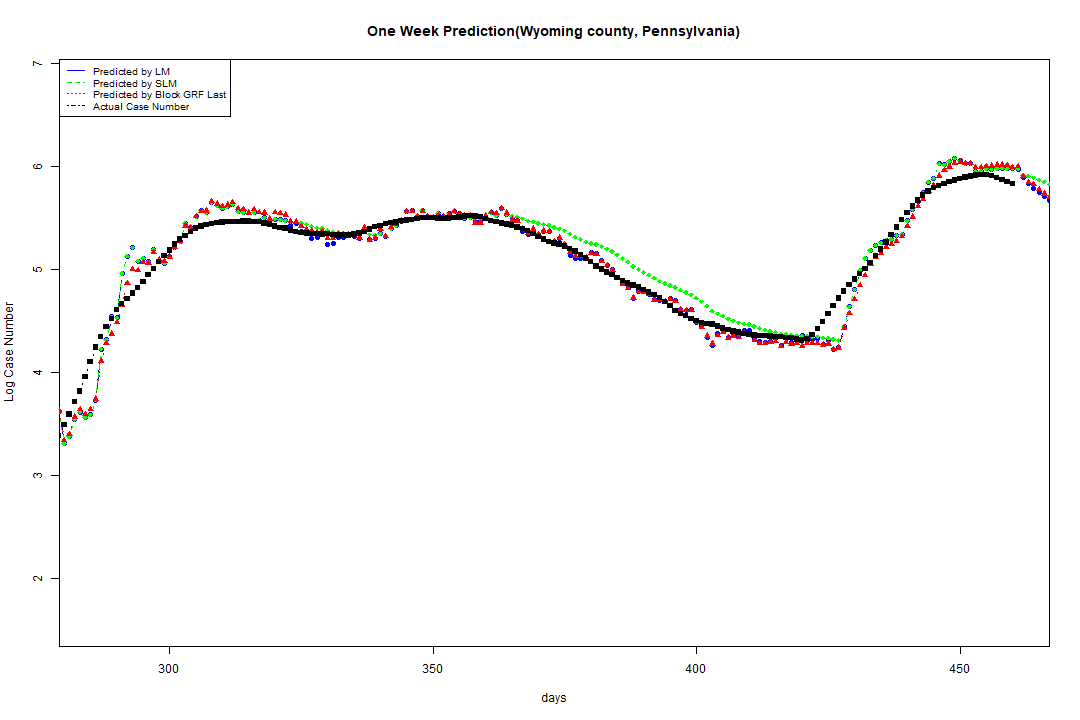 One Week Prediction(Wyoming county, Pennsylvania)
Predicted by LM
Predicted by SLM
Predicted by Block GRF Last
Actual Case Number
7
6
5
4
3
2
Log Case Number
300 350 400 450
days